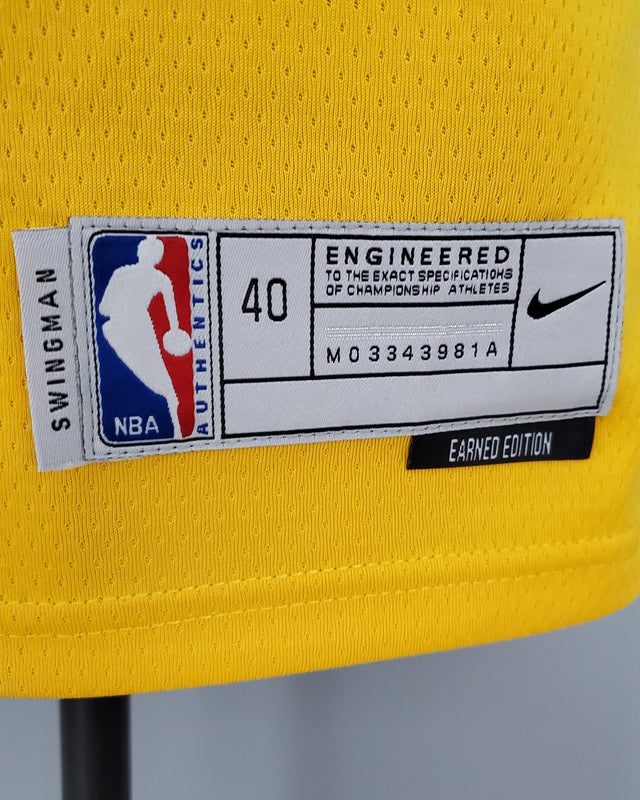 SWINGMAN
NBA
AUTHENTICS
40
ENGINEERED
TO THE EXACT SPECIFICATIONS
OF CHAMPIONSHIP ATHLETES
M03343981A
EARNED EDITION